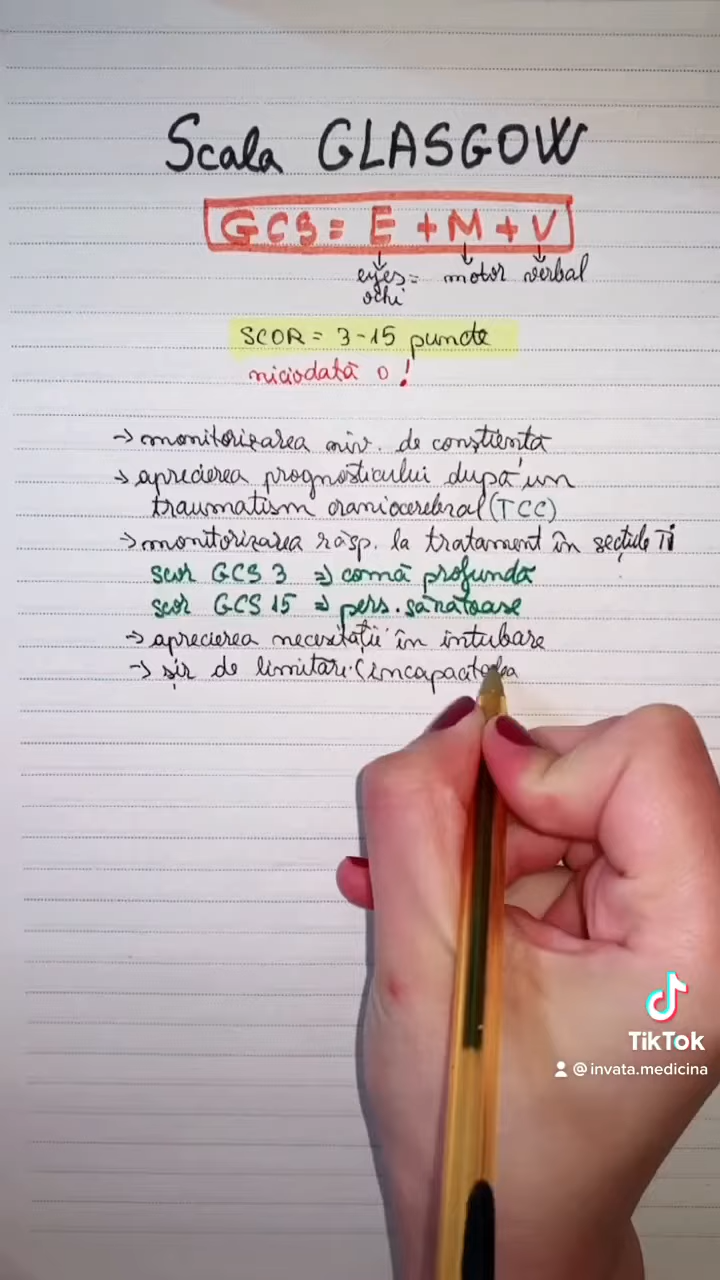 Scala GLASGOW
GCS = E + M + V
eyes = motor verbal
ochi
SCOR = 3-15 puncte
niciodată 0!
→ monitorizarea niv. de conștiență
→ aprecierea prognosticului după un
traumatism craniocerebral (TCC)
→ monitorizarea răsp. la tratament în secțiile TI
scor GCS 3 ⇒ comă profundă
scor GCS 15 ⇒ pers. sănătoase
→ aprecierea necesitații în intubare
→ șir de limitări: (incapacitatea
TikTok
@invata.medicina